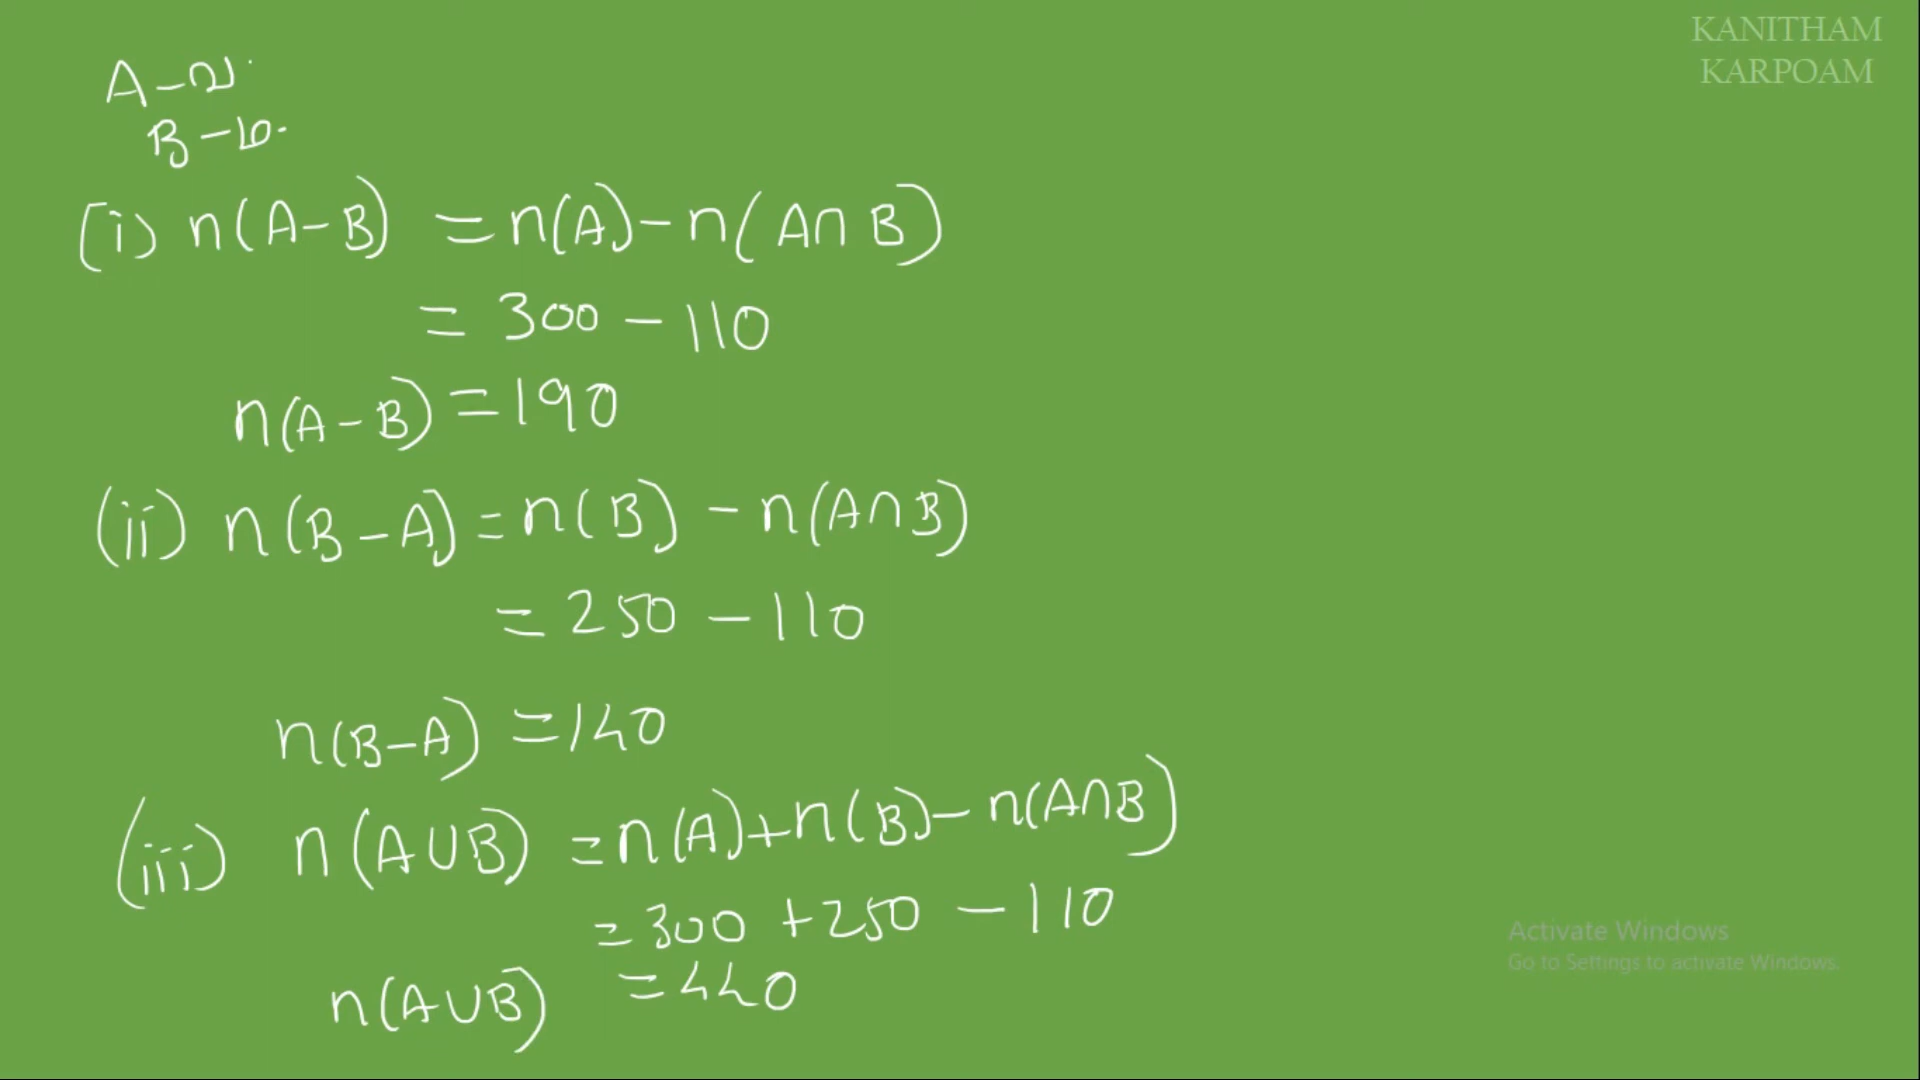 KANITHAM
KARPOAM
A –
B –
(i) n(A–B) = n(A) – n(A∩B)
= 300 – 110
n(A–B) = 190
(ii) n(B–A) = n(B) – n(A∩B)
= 250 – 110
n(B–A) = 140
(iii) n(A∪B) = n(A)+n(B)– n(A∩B)
= 300 + 250 – 110
n(A∪B) = 440
Activate Windows
Go to Settings to activate Windows.